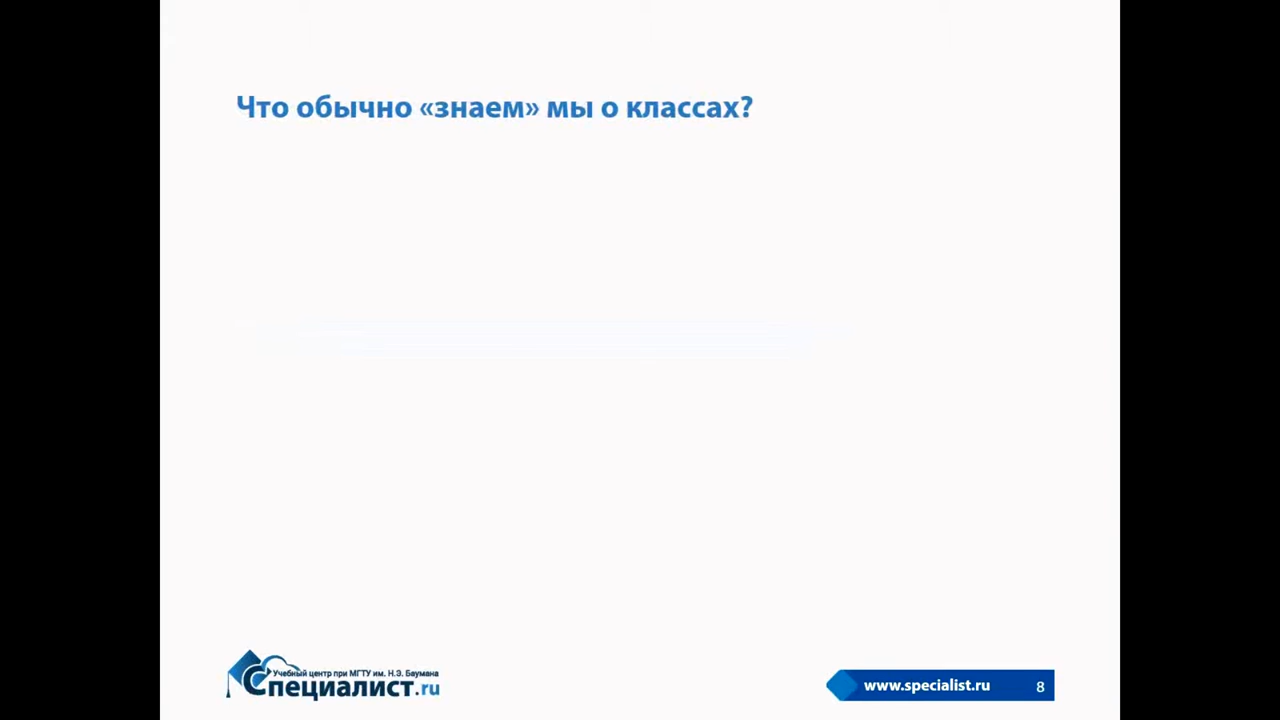 Что обычно «знаем» мы о классах?
Учебный центр при МГТУ им. Н.Э. Баумана
Специалист.ru
www.specialist.ru
8